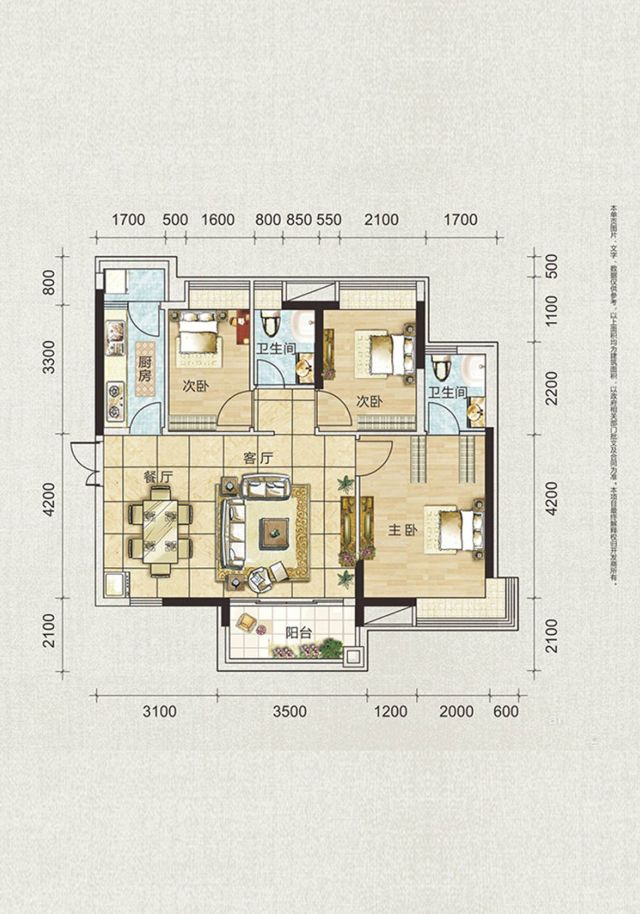 1700 500 1600 800 850 550 2100 1700
800
3300
4200
2100
500
1100
2200
4200
2100
厨房
次卧
卫生间
次卧
卫生间
餐厅
客厅
主卧
阳台
3100 3500 1200 2000 600
本单页图片、文字、数据仅供参考,以上面积均为建筑面积,以政府相关部门批文及合同为准。本项目最终解释权归开发商所有。